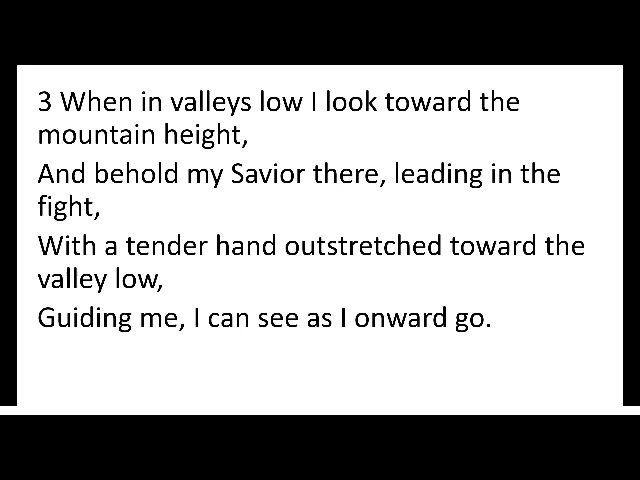 3 When in valleys low I look toward the
mountain height,
And behold my Savior there, leading in the
fight,
With a tender hand outstretched toward the
valley low,
Guiding me, I can see as I onward go.